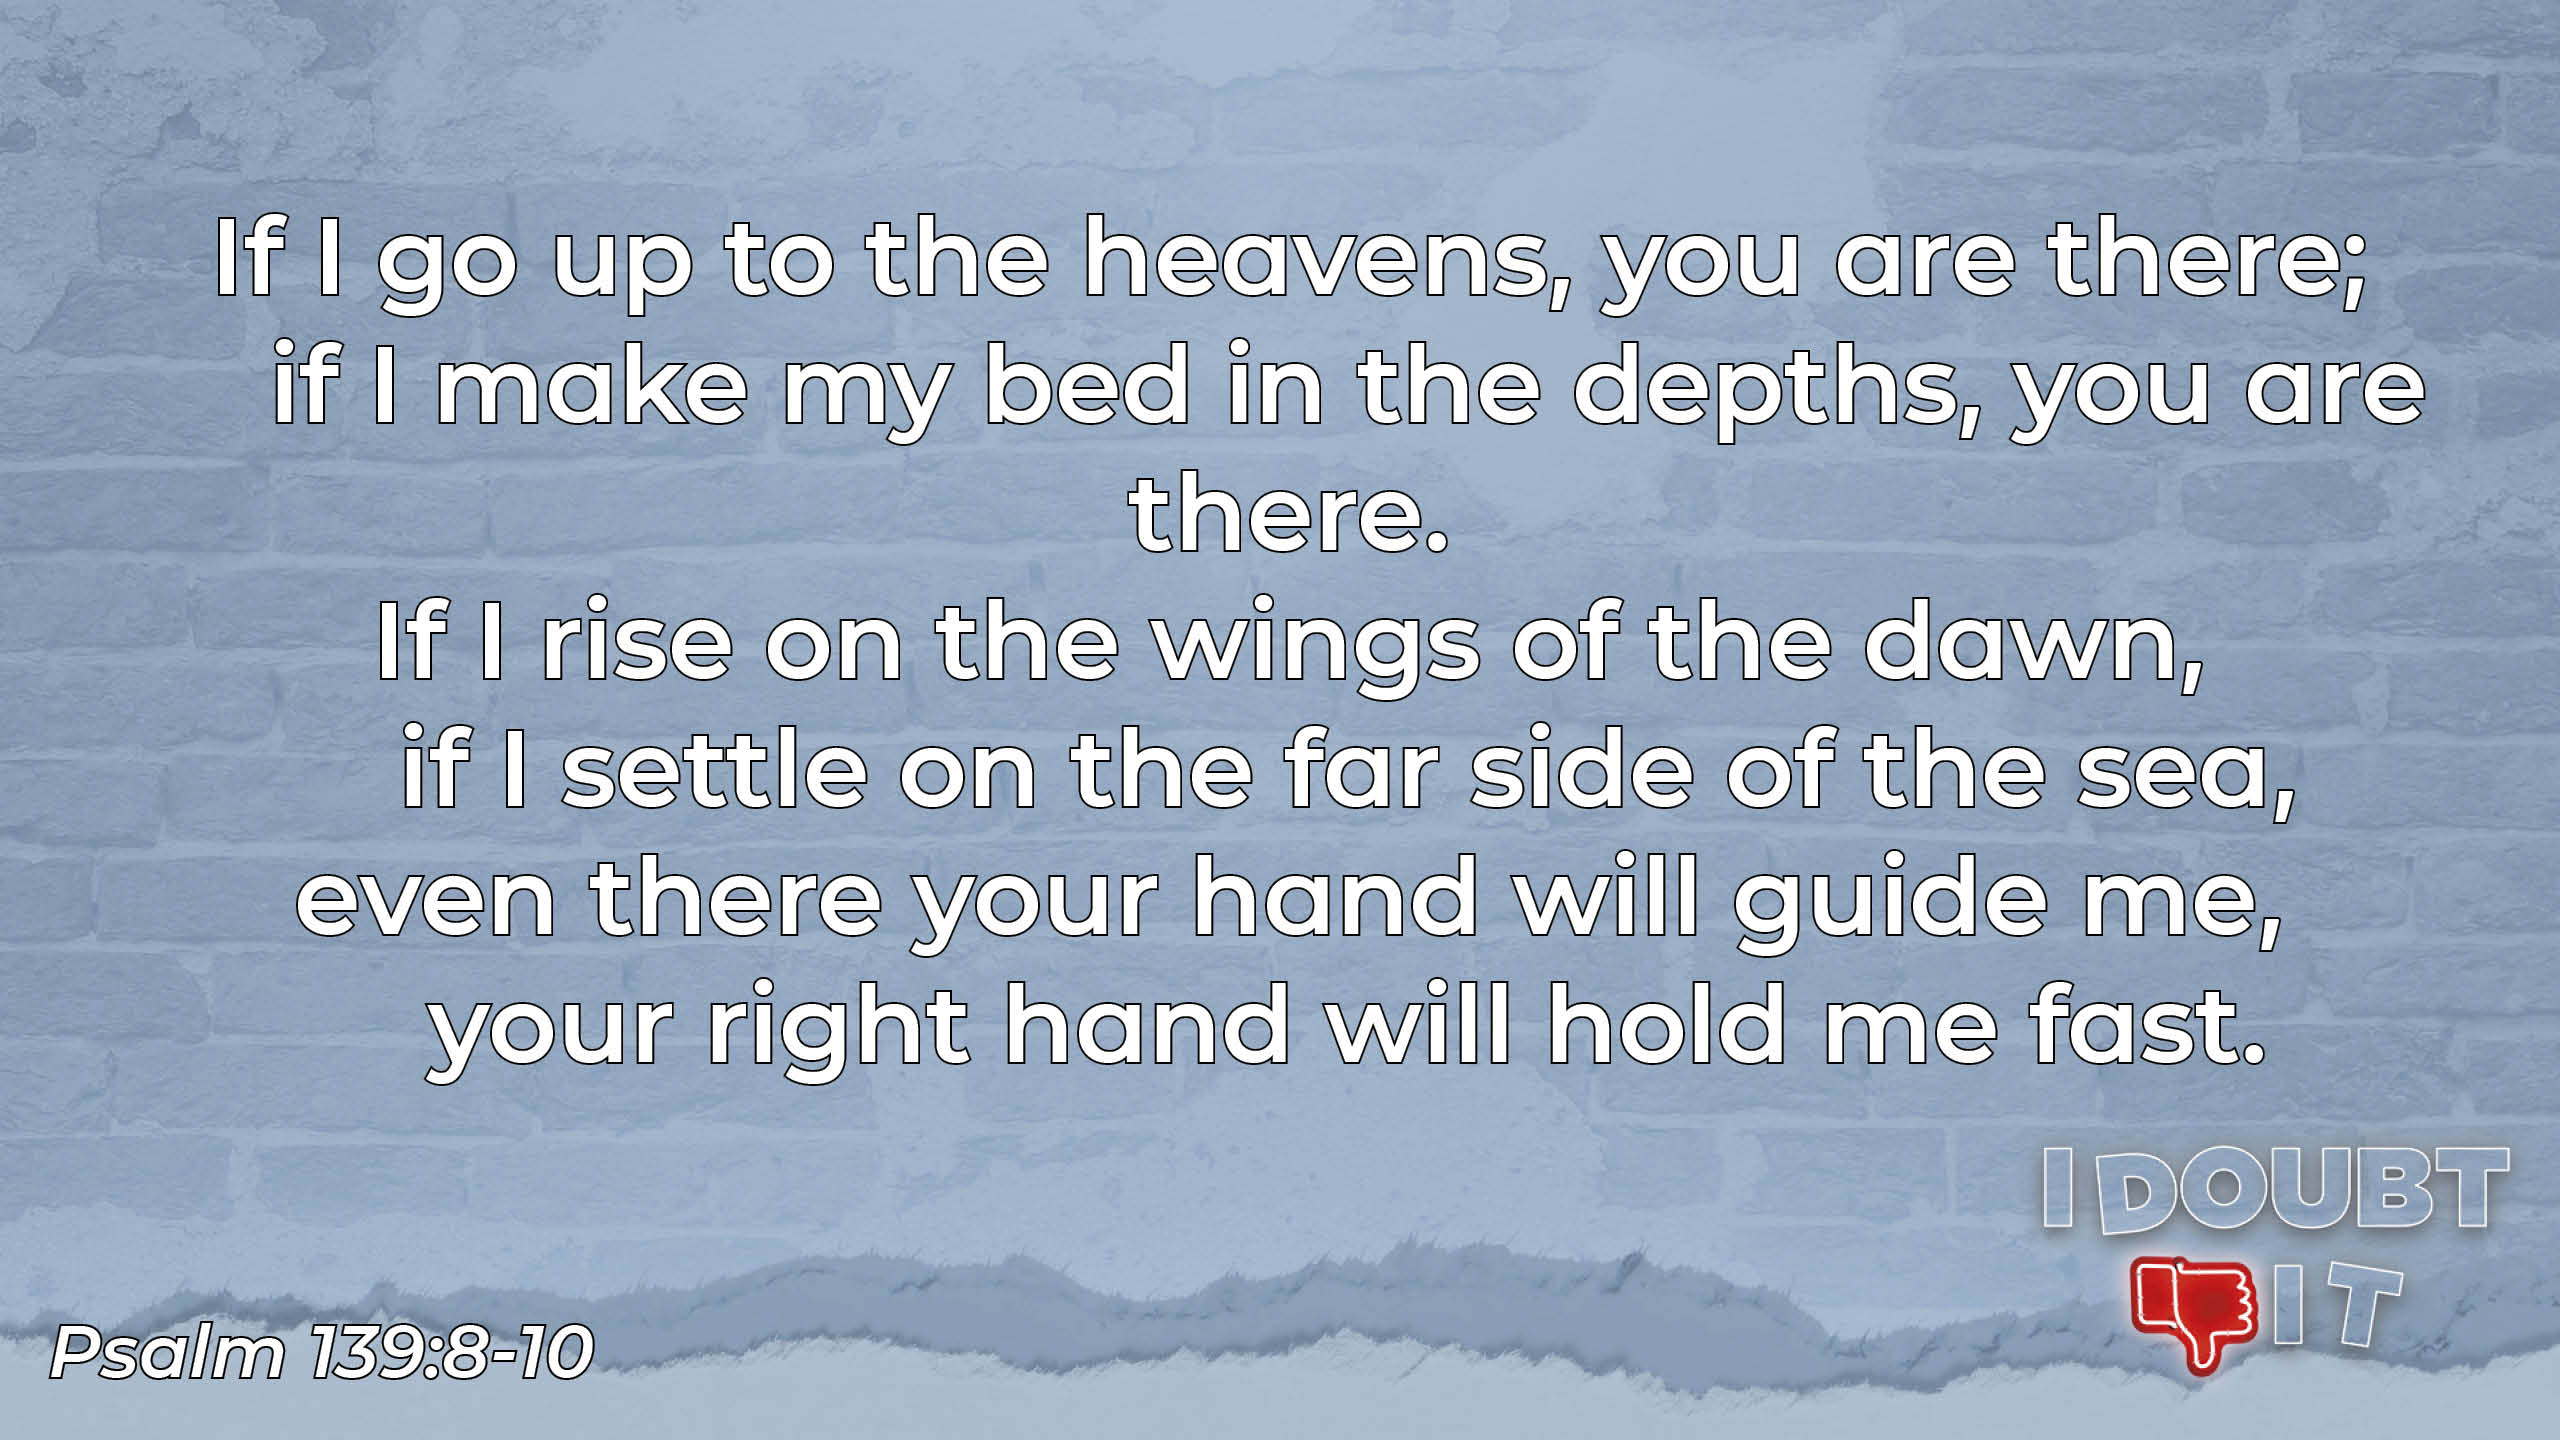 If I go up to the heavens, you are there;
if I make my bed in the depths, you are
there.
If I rise on the wings of the dawn,
if I settle on the far side of the sea,
even there your hand will guide me,
your right hand will hold me fast.
I DOUBT
IT
Psalm 139:8-10